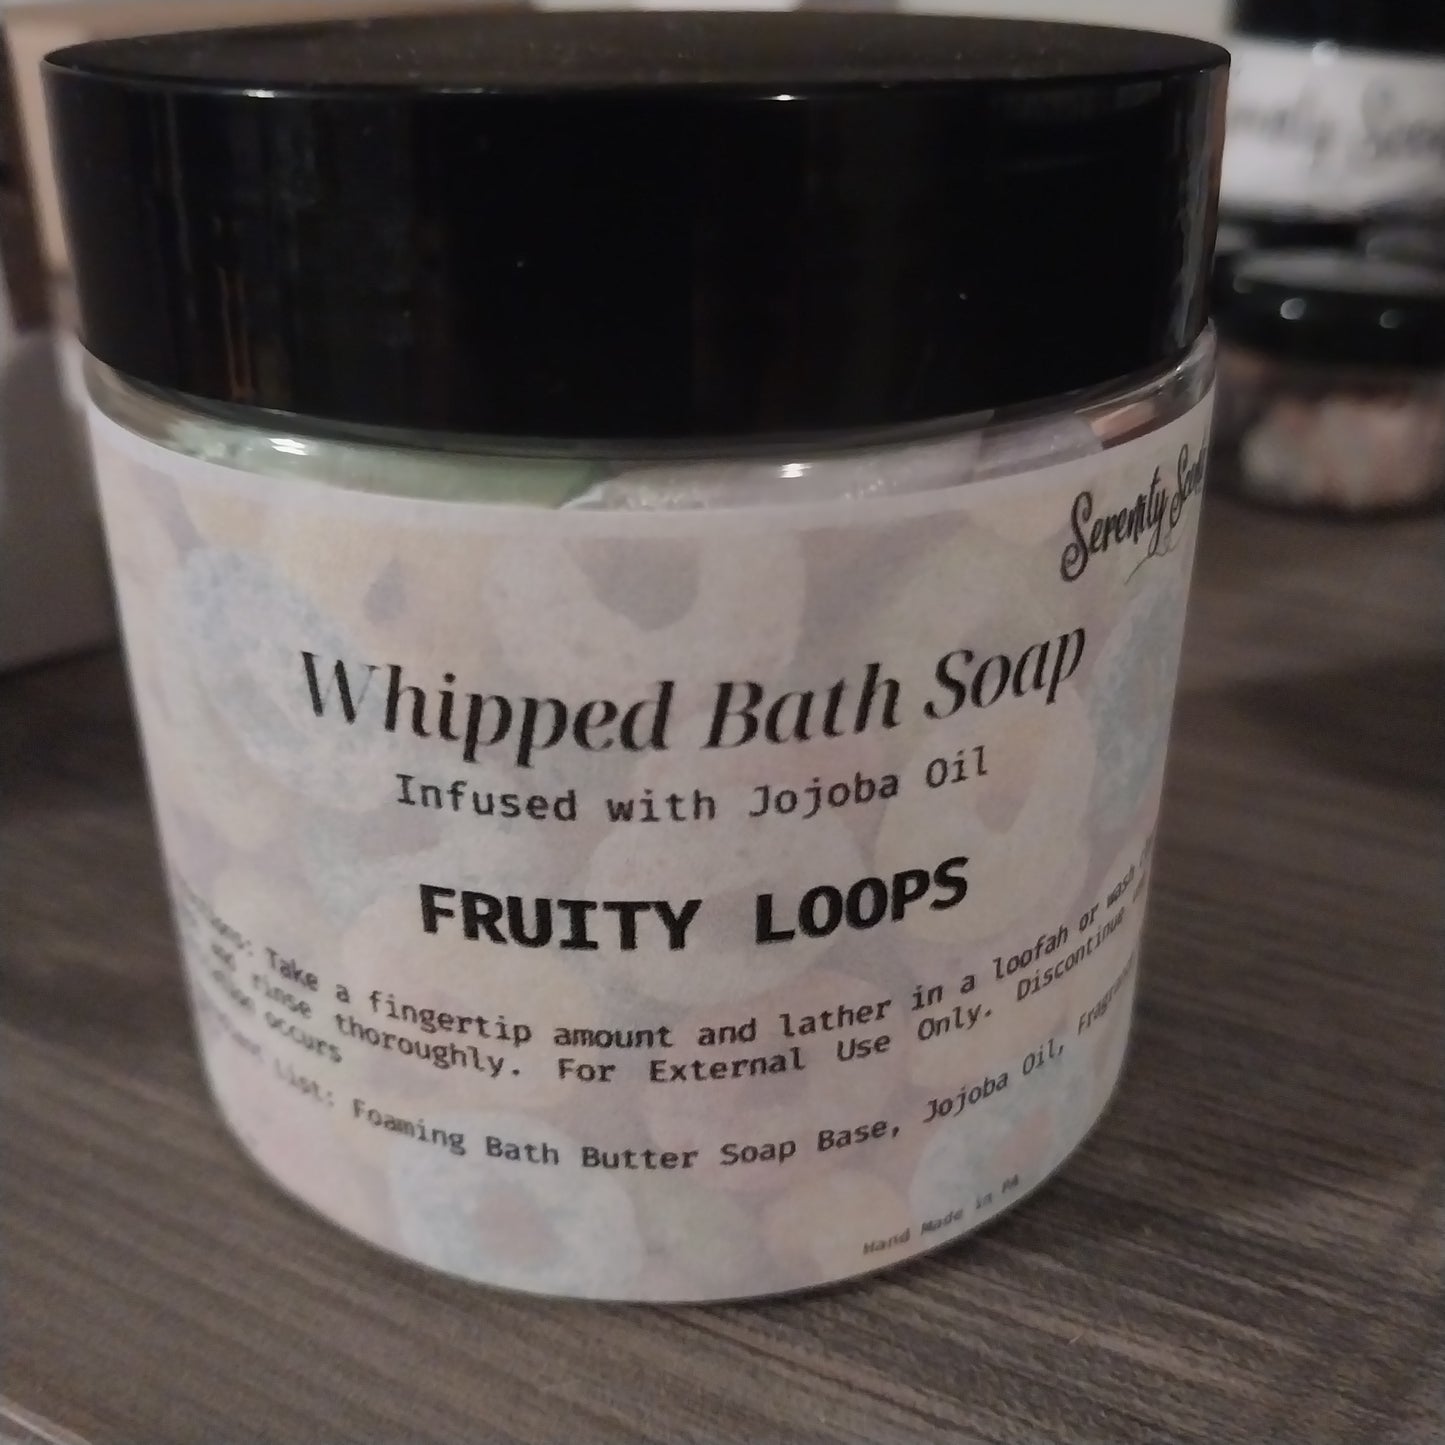 Serenity
Whipped Bath Soap
Infused with Jojoba Oil
FRUITY LOOPS
Take a fingertip amount and lather in a loofah or wash
and rinse thoroughly. For External Use Only. Discontinue
occurs
List: Foaming Bath Butter Soap Base, Jojoba Oil,
Hand Made in PA